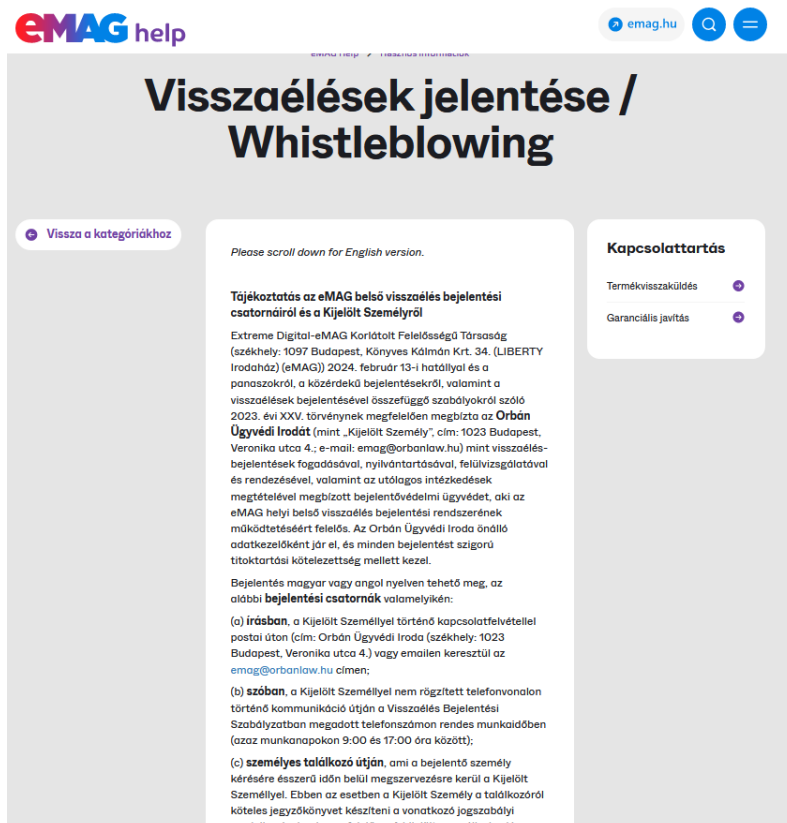 eMAG help
emag.hu
eMAG Help > Hasznos információk
Visszaélések jelentése /
Whistleblowing
Vissza a kategóriákhoz
Please scroll down for English version.
Tájékoztatás az eMAG belső visszaélés bejelentési
csatornáiról és a Kijelölt Személyről
Extreme Digital-eMAG Korlátolt Felelősségű Társaság
(székhely: 1097 Budapest, Könyves Kálmán Krt. 34. (LIBERTY
Irodaház) (eMAG)) 2024. február 13-i hatállyal és a
panaszokról, a közérdekű bejelentésekről, valamint a
visszaélések bejelentésével összefüggő szabályokról szóló
2023. évi XXV. törvénynek megfelelően megbízta az Orbán
Ügyvédi Irodát (mint „Kijelölt Személy”, cím: 1023 Budapest,
Veronika utca 4.; e-mail: emag@orbanlaw.hu) mint visszaélés-
bejelentések fogadásával, nyilvántartásával, felülvizsgálatával
és rendezésével, valamint az utólagos intézkedések
megtételével megbízott bejelentővédelmi ügyvédet, aki az
eMAG helyi belső visszaélés bejelentési rendszerének
működtetéséért felelős. Az Orbán Ügyvédi Iroda önálló
adatkezelőként jár el, és minden bejelentést szigorú
titoktartási kötelezettség mellett kezel.
Bejelentés magyar vagy angol nyelven tehető meg, az
alábbi bejelentési csatornák valamelyikén:
(a) írásban, a Kijelölt Személlyel történő kapcsolatfelvétellel
postai úton (cím: Orbán Ügyvédi Iroda (székhely: 1023
Budapest, Veronika utca 4.) vagy emailen keresztül az
emag@orbanlaw.hu címen;
(b) szóban, a Kijelölt Személlyel nem rögzített telefonvonalon
történő kommunikáció útján a Visszaélés Bejelentési
Szabályzatban megadott telefonszámon rendes munkaidőben
(azaz munkanapokon 9:00 és 17:00 óra között);
(c) személyes találkozó útján, ami a bejelentő személy
kérésére ésszerű időn belül megszervezésre kerül a Kijelölt
Személlyel. Ebben az esetben a Kijelölt Személy a találkozóról
köteles jegyzőkönyvet készíteni a vonatkozó jogszabályi
Kapcsolattartás
Termékvisszaküldés
Garanciális javítás